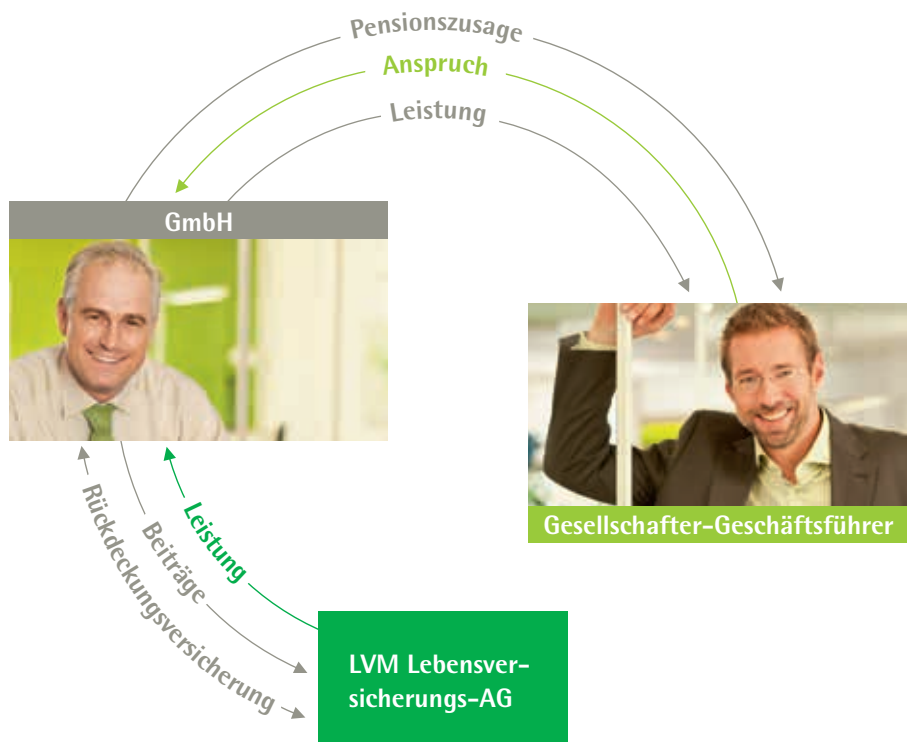 Pensionszusage
Anspruch
Leistung
GmbH
Gesellschafter-Geschäftsführer
Leistung
Beiträge
Rückdeckungsversicherung
LVM Lebensver-
sicherungs-AG